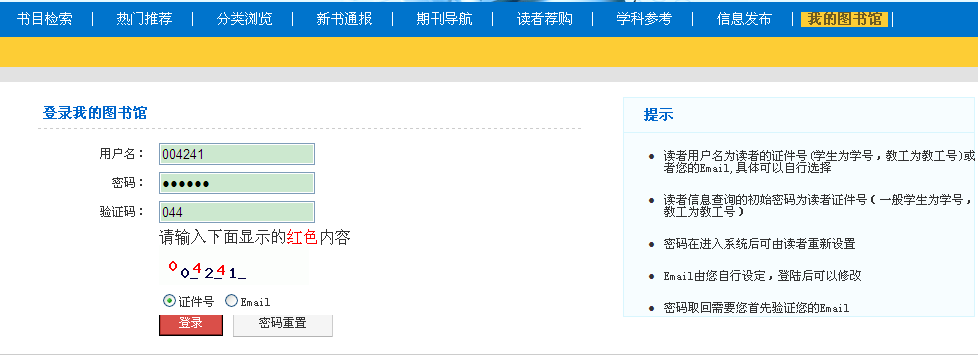 书目检索 | 热门推荐 | 分类浏览 | 新书通报 | 期刊导航 | 读者荐购 | 学科参考 | 信息发布 | 我的图书馆 |
登录我的图书馆
用户名： 004241
密码： ●●●●●●
验证码： 044
请输入下面显示的红色内容
00_4241_
证件号 Email
登录 密码重置
提示
• 读者用户名为读者的证件号(学生为学号，教工为教工号)或
者您的Email,具体可以自行选择
• 读者信息查询的初始密码为读者证件号(一般学生为学号，
教工为教工号)
• 密码在进入系统后可由读者重新设置
• Email由您自行设定，登陆后可以修改
• 密码取回需要您首先验证您的Email